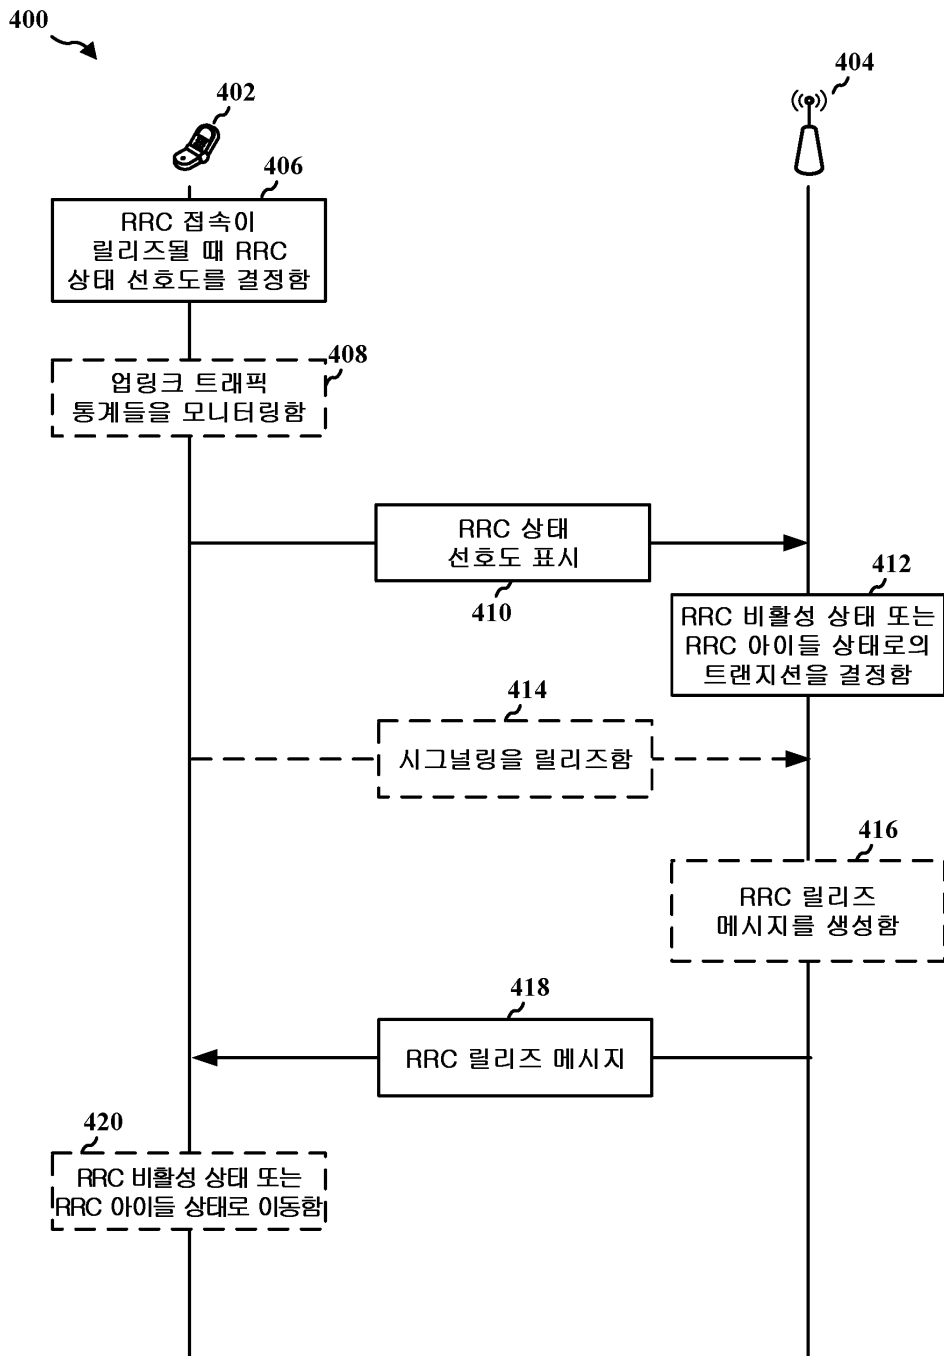 400
402
404
406
RRC 접속이
릴리즈될 때 RRC
상태 선호도를 결정함
408
업링크 트래픽
통계들을 모니터링함
RRC 상태
선호도 표시
410
412
RRC 비활성 상태 또는
RRC 아이들 상태로의
트랜지션을 결정함
414
시그널링을 릴리즈함
416
RRC 릴리즈
메시지를 생성함
418
RRC 릴리즈 메시지
420
RRC 비활성 상태 또는
RRC 아이들 상태로 이동함